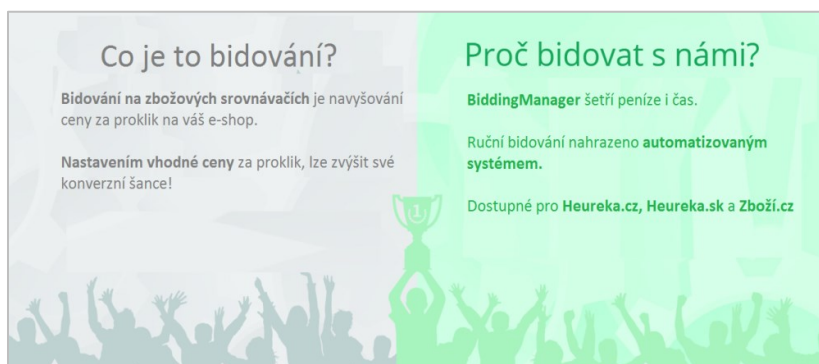 Co je to bidování?
Bidování na zbožových srovnávačích je navyšování
ceny za proklik na váš e-shop.
Nastavením vhodné ceny za proklik, lze zvýšit své
konverzní šance!
Proč bidovat s námi?
BiddingManager šetří peníze i čas.
Ruční bidování nahrazeno automatizovaným
systémem.
Dostupné pro Heureka.cz, Heureka.sk a Zboží.cz
1